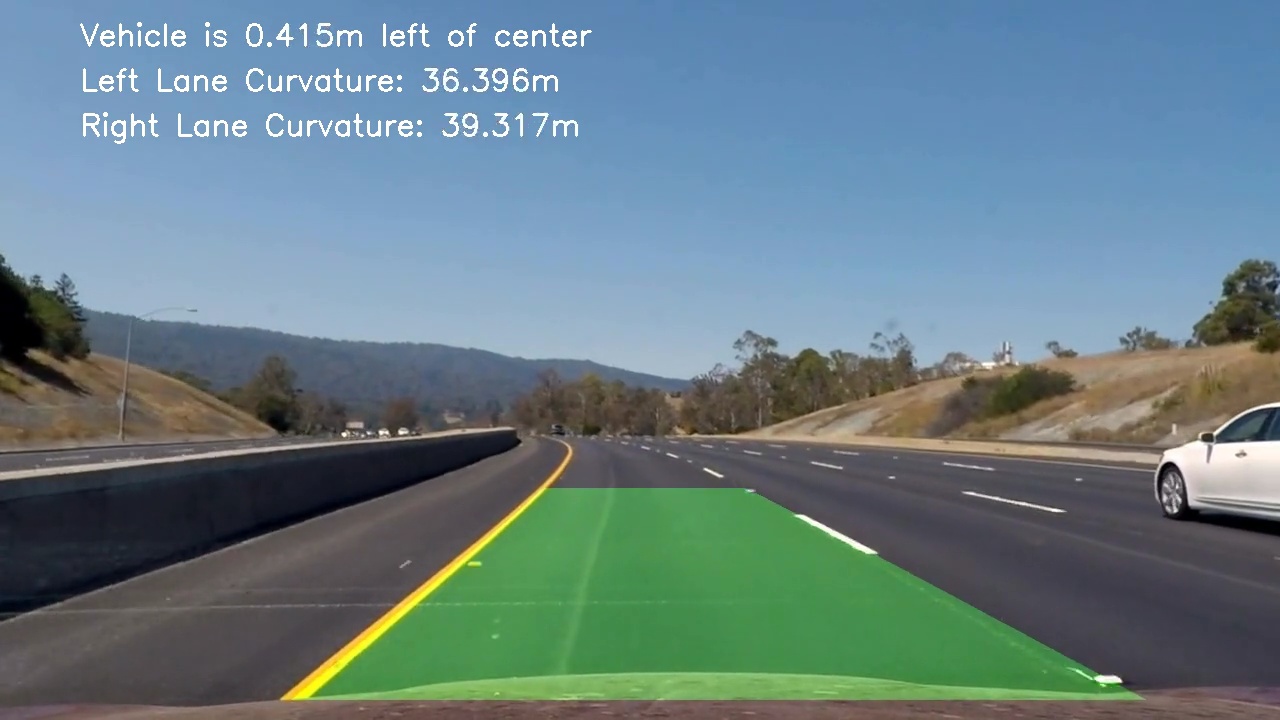 Vehicle is 0.415m left of center
Left Lane Curvature: 36.396m
Right Lane Curvature: 39.317m